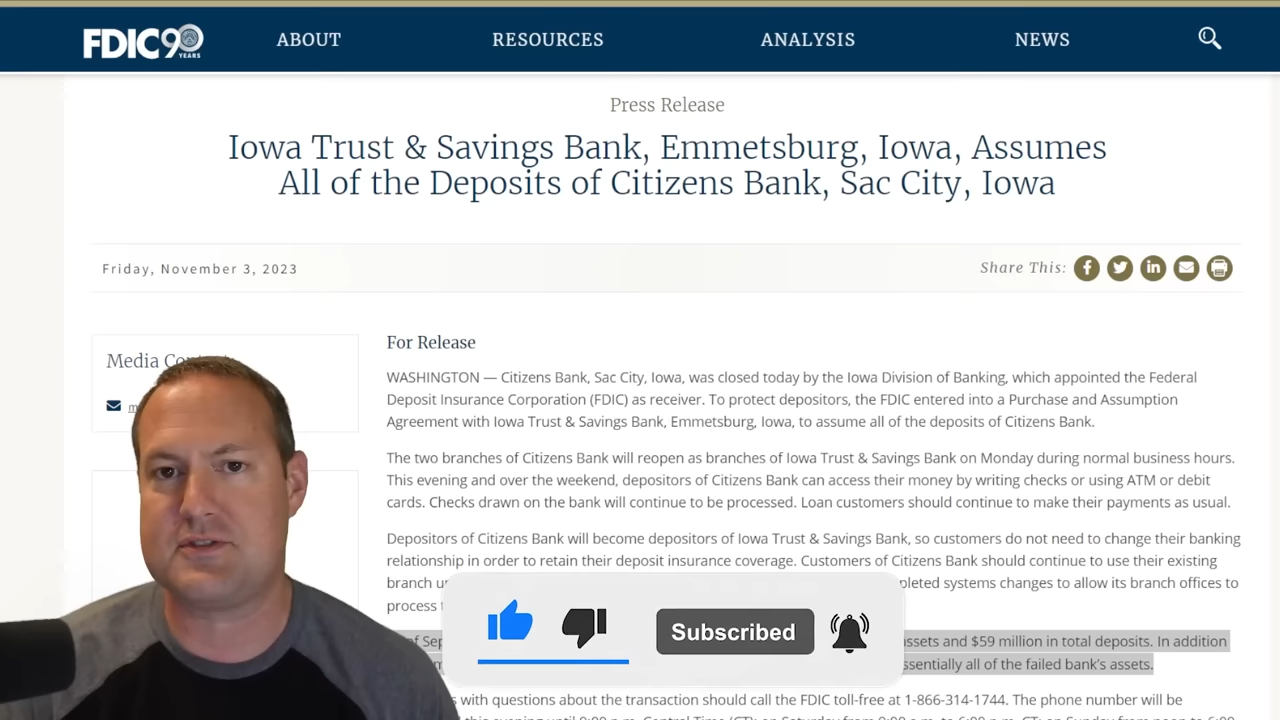 FDIC 90 YEARS ABOUT RESOURCES ANALYSIS NEWS
Press Release
Iowa Trust & Savings Bank, Emmetsburg, Iowa, Assumes
All of the Deposits of Citizens Bank, Sac City, Iowa
Friday, November 3, 2023
Share This:
Media
For Release
WASHINGTON — Citizens Bank, Sac City, Iowa, was closed today by the Iowa Division of Banking, which appointed the Federal
Deposit Insurance Corporation (FDIC) as receiver. To protect depositors, the FDIC entered into a Purchase and Assumption
Agreement with Iowa Trust & Savings Bank, Emmetsburg, Iowa, to assume all of the deposits of Citizens Bank.
The two branches of Citizens Bank will reopen as branches of Iowa Trust & Savings Bank on Monday during normal business hours.
This evening and over the weekend, depositors of Citizens Bank can access their money by writing checks or using ATM or debit
cards. Checks drawn on the bank will continue to be processed. Loan customers should continue to make their payments as usual.
Depositors of Citizens Bank will become depositors of Iowa Trust & Savings Bank, so customers do not need to change their banking
relationship in order to retain their deposit insurance coverage. Customers of Citizens Bank should continue to use their existing
branch systems changes to allow its branch offices to
process
of assets and $59 million in total deposits. In addition
essentially all of the failed bank's assets.
with questions about the transaction should call the FDIC toll-free at 1-866-314-1744. The phone number will be
Subscribed